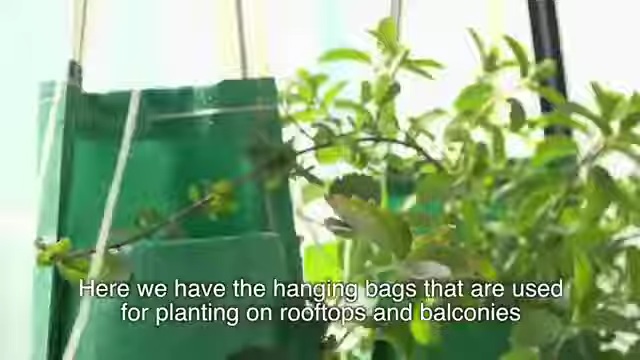 Here we have the hanging bags that are used
for planting on rooftops and balconies